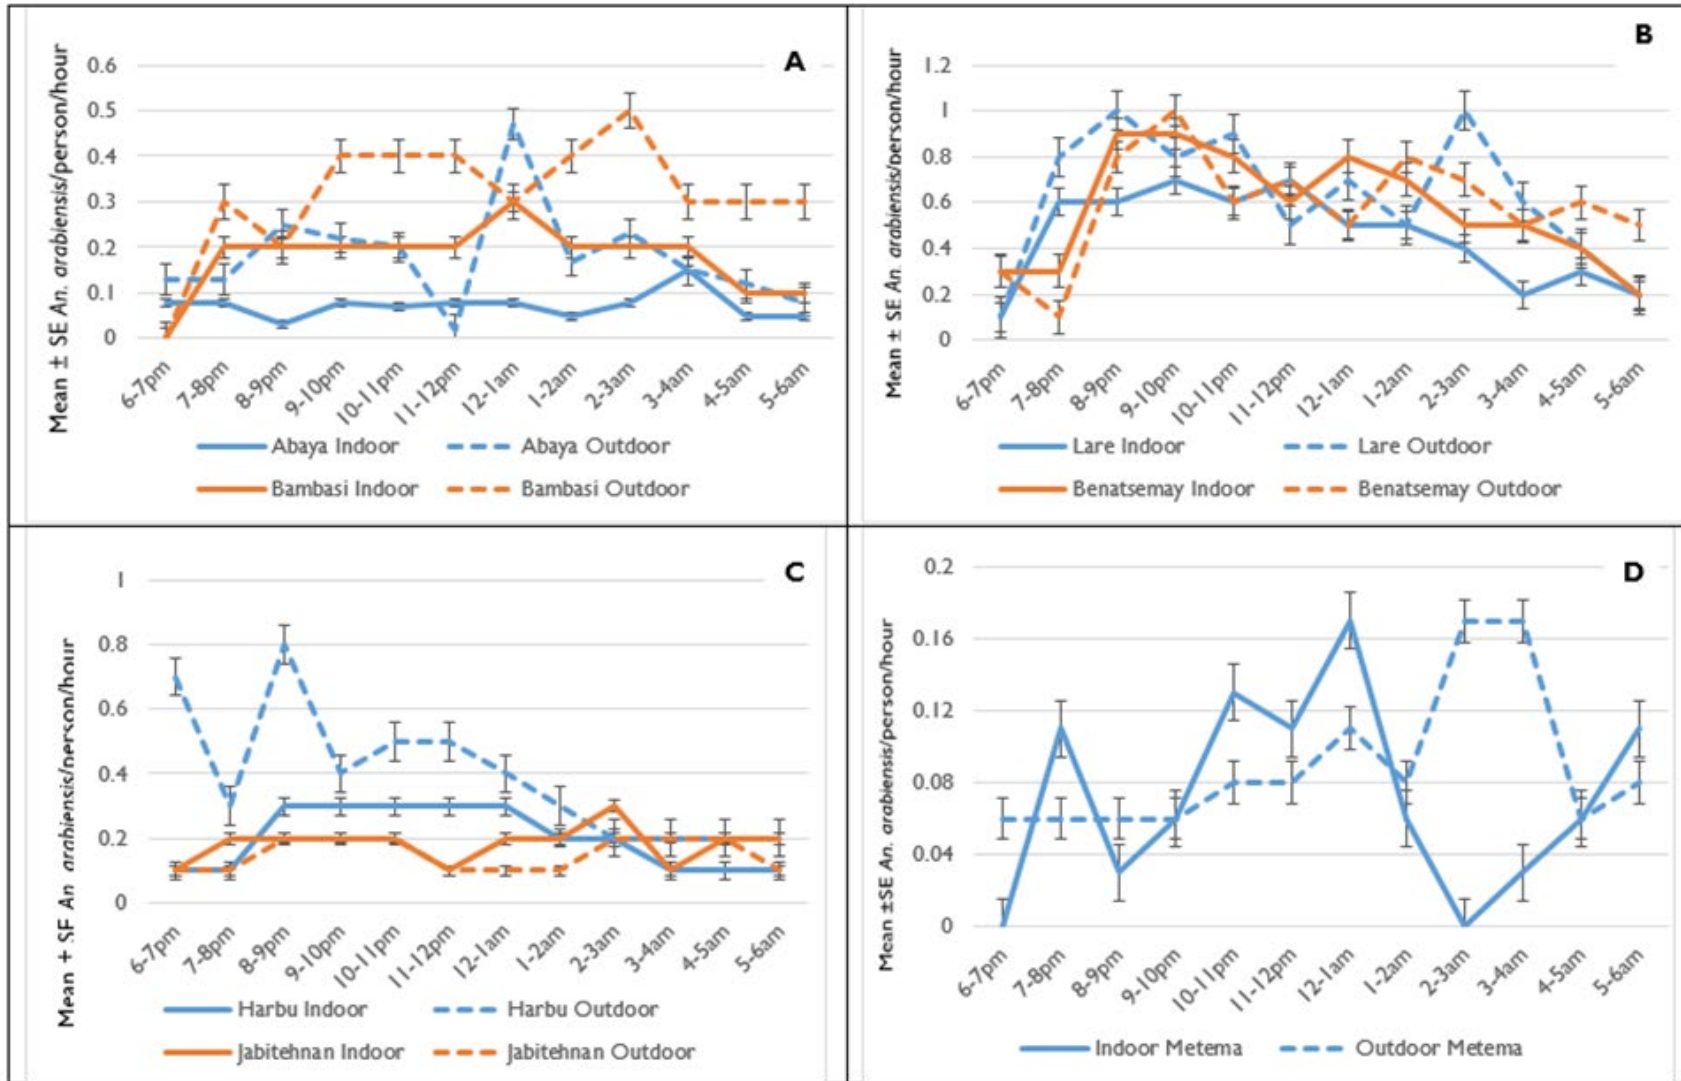 A
Mean ± SE An. arabiensis/person/hour
0.6
0.5
0.4
0.3
0.2
0.1
0
6-7pm
7-8pm
8-9pm
9-10pm
10-11pm
11-12pm
12-1am
1-2am
2-3am
3-4am
4-5am
5-6am
Abaya Indoor
Abaya Outdoor
Bambasi Indoor
Bambasi Outdoor
B
Mean ± SE An. arabiensis/person/hour
1.2
1
0.8
0.6
0.4
0.2
0
6-7pm
7-8pm
8-9pm
9-10pm
10-11pm
11-12pm
12-1am
1-2am
2-3am
3-4am
4-5am
5-6am
Lare Indoor
Lare Outdoor
Benatsemay Indoor
Benatsemay Outdoor
C
Mean ± SE An. arabiensis/person/hour
1
0.8
0.6
0.4
0.2
0
6-7pm
7-8pm
8-9pm
9-10pm
10-11pm
11-12pm
12-1am
1-2am
2-3am
3-4am
4-5am
5-6am
Harbu Indoor
Harbu Outdoor
Jabitehnan Indoor
Jabitehnan Outdoor
D
Mean ±SE An. arabiensis/person/hour
0.2
0.16
0.12
0.08
0.04
0
6-7pm
7-8pm
8-9pm
9-10pm
10-11pm
11-12pm
12-1am
1-2am
2-3am
3-4am
4-5am
5-6am
Indoor Metema
Outdoor Metema